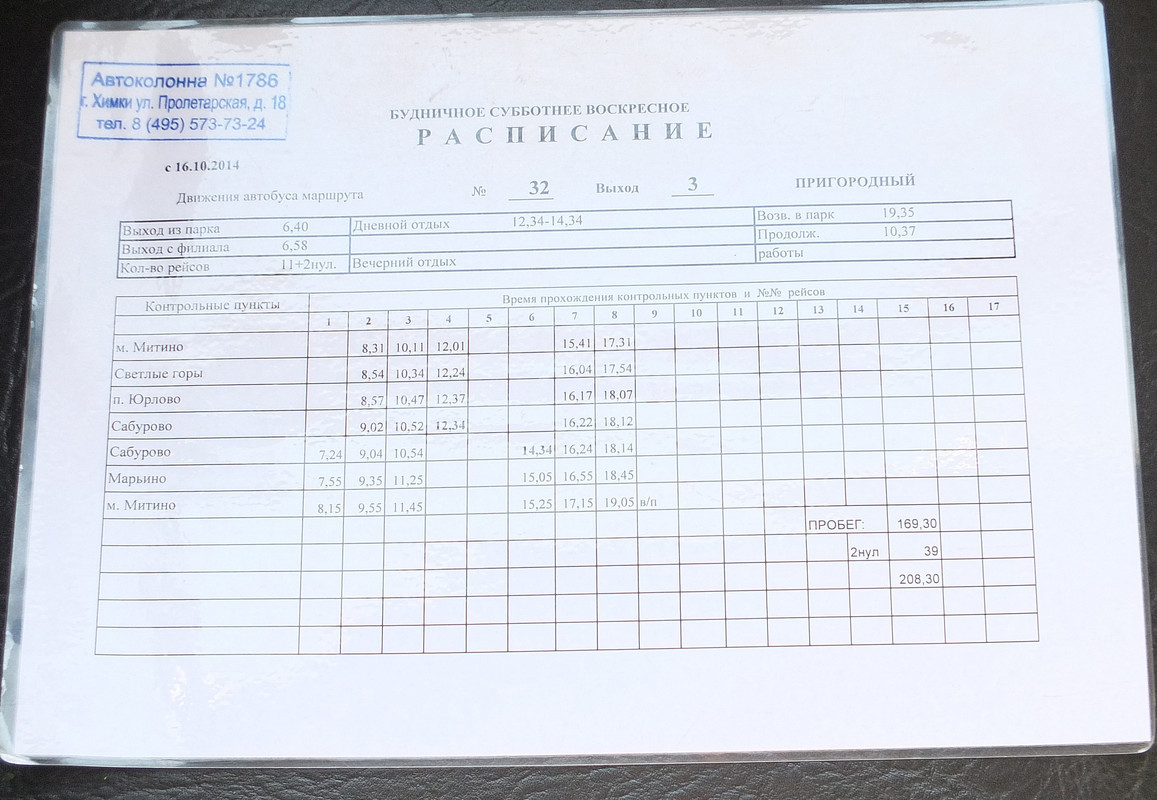 Автоколонна №1786
г. Химки ул. Пролетарская, д. 18
тел. 8 (495) 573-73-24
БУДНИЧНОЕ СУББОТНЕЕ ВОСКРЕСНОЕ
РАСПИСАНИЕ
с 16.10.2014
Движения автобуса маршрута № 32 Выход 3 ПРИГОРОДНЫЙ
Выход из парка 6,40 Дневной отдых 12,34-14,34 Возв. в парк 19,35
Выход с филиала 6,58 Продолж. 10,37
Кол-во рейсов 11+2нул. Вечерний отдых работы
Контрольные пункты Время прохождения контрольных пунктов и №№ рейсов
1 2 3 4 5 6 7 8 9 10 11 12 13 14 15 16 17
м. Митино 8,31 10,11 12,01 15,41 17,31
Светлые горы 8,54 10,34 12,24 16,04 17,54
п. Юрлово 8,57 10,47 12,37 16,17 18,07
Сабурово 9,02 10,52 12,34 16,22 18,12
Сабурово 7,24 9,04 10,54 14,34 16,24 18,14
Марьино 7,55 9,35 11,25 15,05 16,55 18,45
м. Митино 8,15 9,55 11,45 15,25 17,15 19,05 в/п
ПРОБЕГ: 169,30
2нул 39
208,30